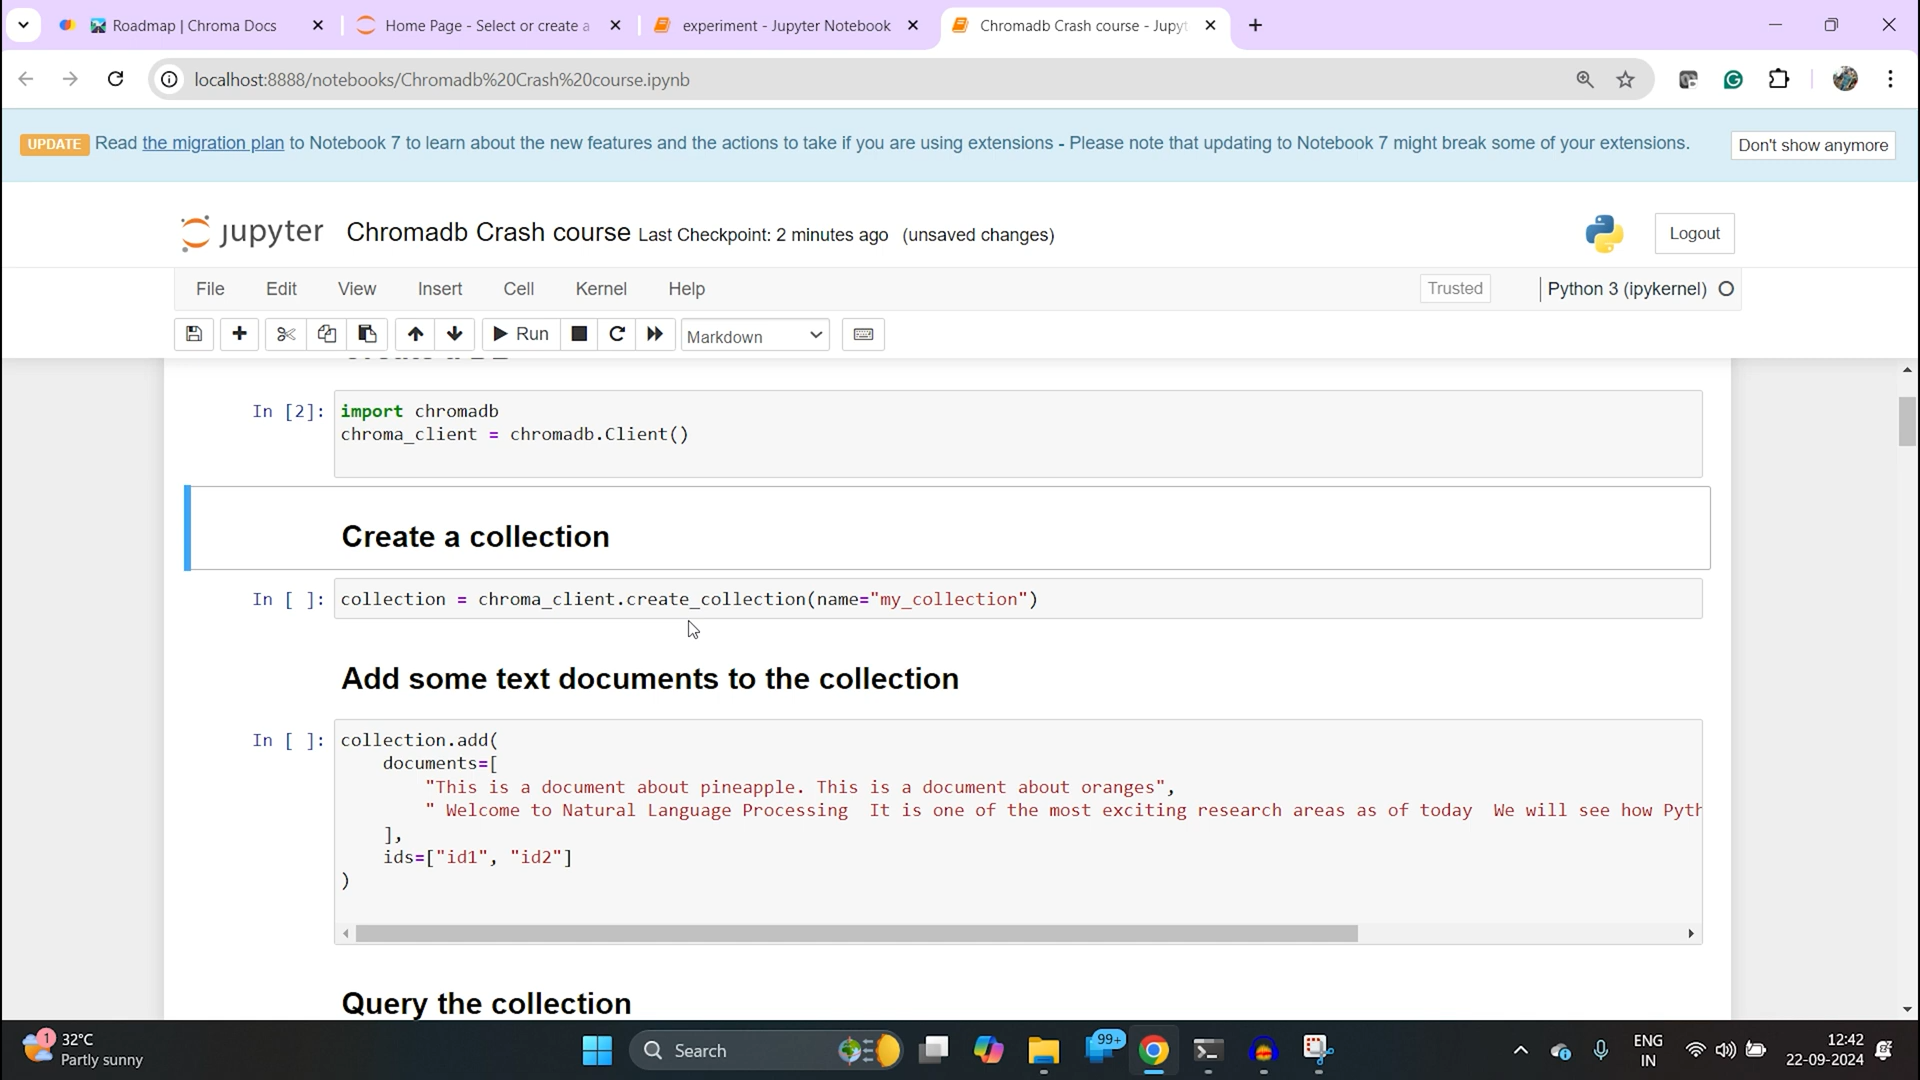 Roadmap | Chroma Docs
Home Page - Select or create a
experiment - Jupyter Notebook
Chromadb Crash course - Jupyt
localhost:8888/notebooks/Chromadb%20Crash%20course.ipynb
UPDATE Read the migration plan to Notebook 7 to learn about the new features and the actions to take if you are using extensions - Please note that updating to Notebook 7 might break some of your extensions.
Don't show anymore
jupyter Chromadb Crash course Last Checkpoint: 2 minutes ago (unsaved changes)
Logout
File Edit View Insert Cell Kernel Help
Trusted
Python 3 (ipykernel)
Run
Markdown
In [2]: import chromadb
chroma_client = chromadb.Client()
Create a collection
In [ ]: collection = chroma_client.create_collection(name="my_collection")
Add some text documents to the collection
In [ ]: collection.add(
documents=[
"This is a document about pineapple. This is a document about oranges",
" Welcome to Natural Language Processing  It is one of the most exciting research areas as of today  We will see how Pyth
],
ids=["id1", "id2"]
)
Query the collection
1
32°C
Partly sunny
Search
99+
ENG
IN
12:42
22-09-2024